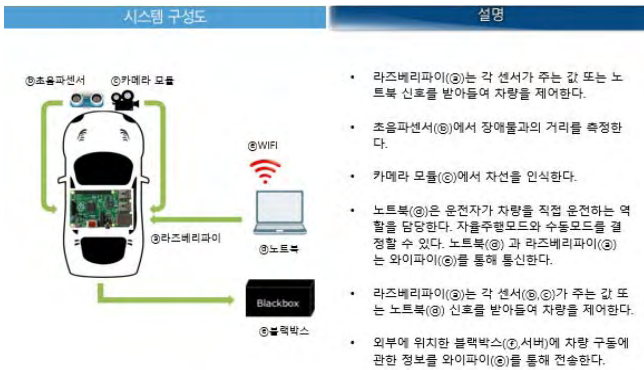 시스템 구성도
설명
ⓑ초음파센서
ⓒ카메라 모듈
ⓔWIFI
ⓐ라즈베리파이
ⓓ노트북
Blackbox
ⓔ블랙박스
• 라즈베리파이(ⓐ)는 각 센서가 주는 값 또는 노
트북 신호를 받아들여 차량을 제어한다.
• 초음파센서(ⓑ)에서 장애물과의 거리를 측정한
다.
• 카메라 모듈(ⓒ)에서 차선을 인식한다.
• 노트북(ⓓ)은 운전자가 차량을 직접 운전하는 역
할을 담당한다. 자율주행모드와 수동모드를 결
정할 수 있다. 노트북(ⓓ) 과 라즈베리파이(ⓐ)
는 와이파이(ⓔ)를 통해 통신한다.
• 라즈베리파이(ⓐ)는 각 센서(ⓑ,ⓒ)가 주는 값 또
는 노트북(ⓓ) 신호를 받아들여 차량을 제어한다.
• 외부에 위치한 블랙박스(ⓕ,서버)에 차량 구동에
관한 정보를 와이파이(ⓔ)를 통해 전송한다.